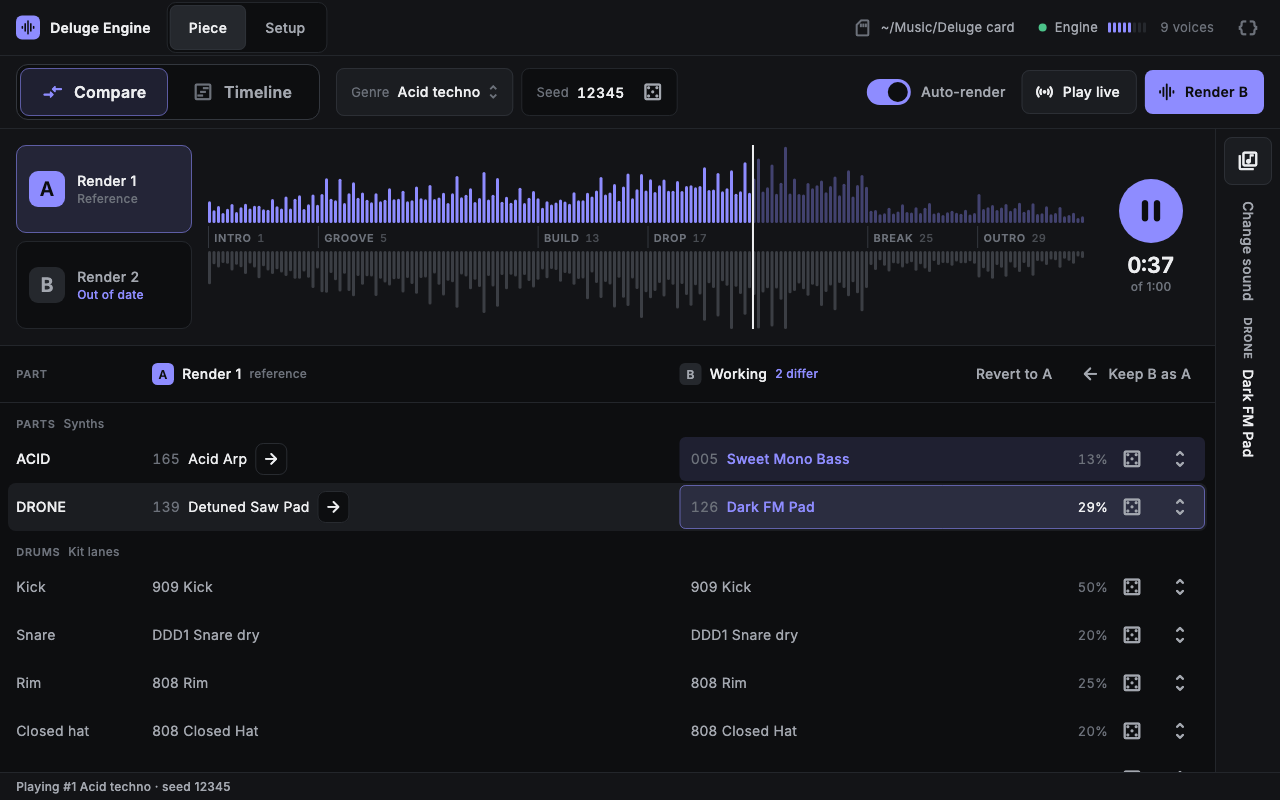 Deluge Engine Piece Setup ~/Music/Deluge card Engine 9 voices
Compare Timeline Genre Acid techno Seed 12345 Auto-render Play live Render B
A Render 1
Reference
INTRO 1 GROOVE 5 BUILD 13 DROP 17 BREAK 25 OUTRO 29
B Render 2
Out of date
0:37
of 1:00
Change sound DRONE Dark FM Pad
PART A Render 1 reference B Working 2 differ Revert to A Keep B as A
PARTS Synths
ACID 165 Acid Arp 005 Sweet Mono Bass 13%
DRONE 139 Detuned Saw Pad 126 Dark FM Pad 29%
DRUMS Kit lanes
Kick 909 Kick 909 Kick 50%
Snare DDD1 Snare dry DDD1 Snare dry 20%
Rim 808 Rim 808 Rim 25%
Closed hat 808 Closed Hat 808 Closed Hat 20%
Playing #1 Acid techno · seed 12345